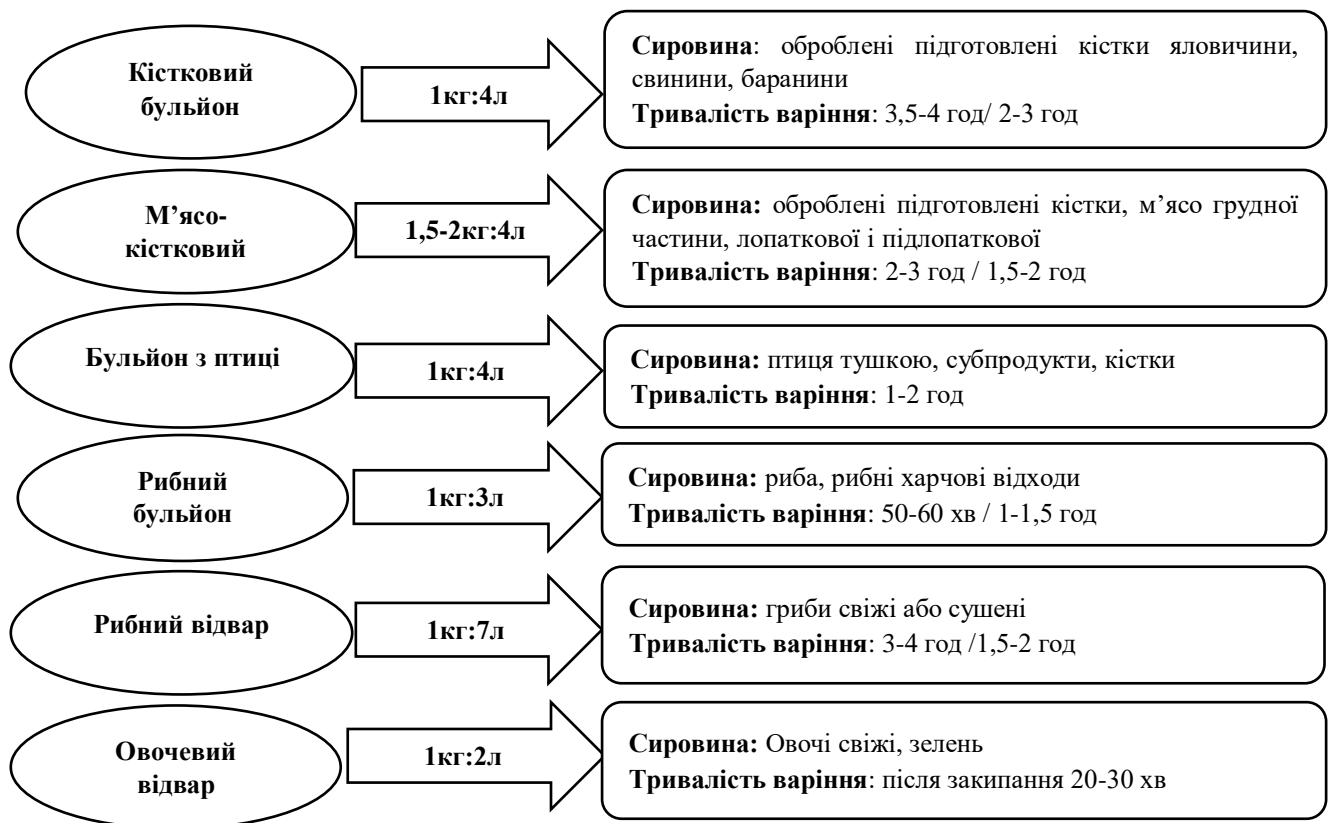 Кістковий
бульйон
1кг:4л
Сировина: оброблені підготовлені кістки яловичини,
свинини, баранини
Тривалість варіння: 3,5-4 год/ 2-3 год
М’ясо-
кістковий
1,5-2кг:4л
Сировина: оброблені підготовлені кістки, м’ясо грудної
частини, лопаткової і підлопаткової
Тривалість варіння: 2-3 год / 1,5-2 год
Бульйон з птиці
1кг:4л
Сировина: птиця тушкою, субпродукти, кістки
Тривалість варіння: 1-2 год
Рибний
бульйон
1кг:3л
Сировина: риба, рибні харчові відходи
Тривалість варіння: 50-60 хв / 1-1,5 год
Рибний відвар
1кг:7л
Сировина: гриби свіжі або сушені
Тривалість варіння: 3-4 год /1,5-2 год
Овочевий
відвар
1кг:2л
Сировина: Овочі свіжі, зелень
Тривалість варіння: після закипання 20-30 хв